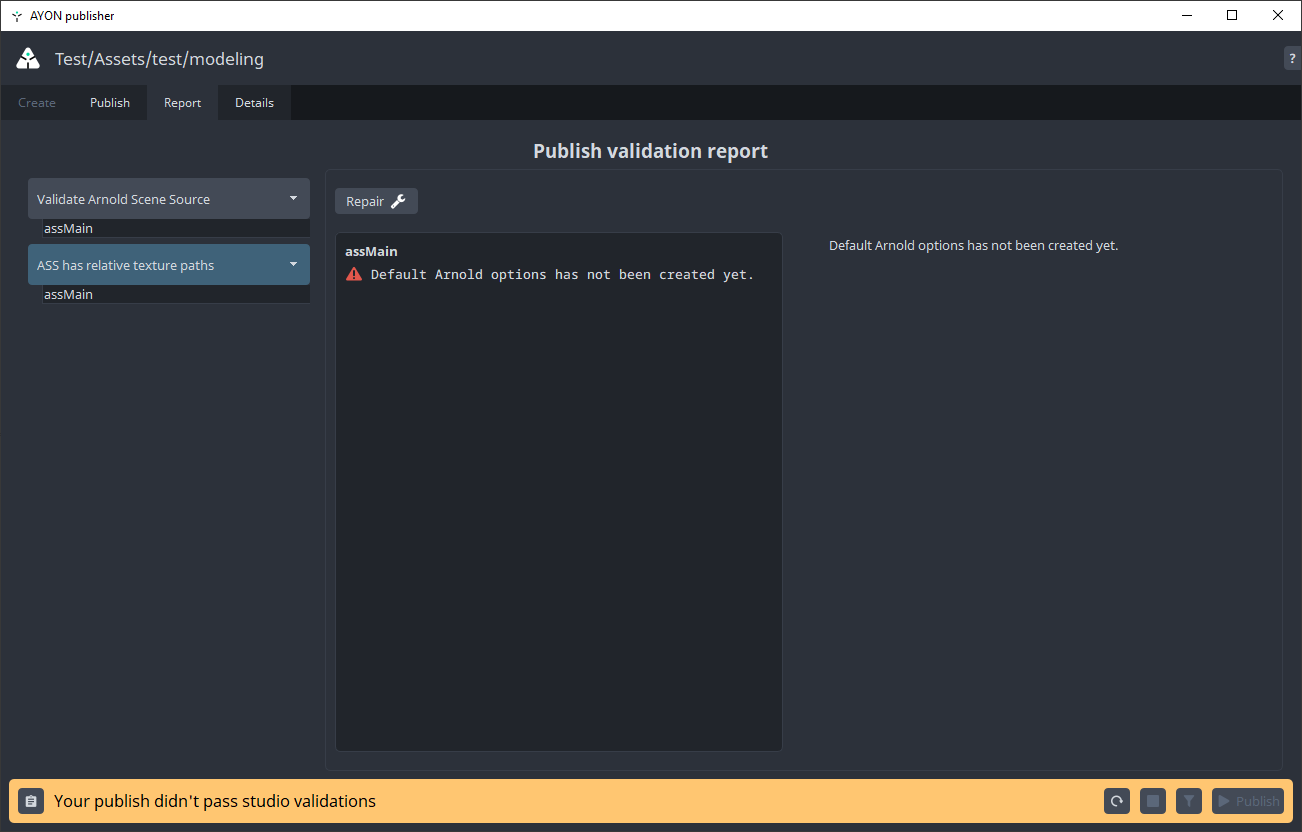 AYON publisher
Test/Assets/test/modeling
?
Create Publish Report Details
Publish validation report
Validate Arnold Scene Source
assMain
ASS has relative texture paths
assMain
Repair
assMain
Default Arnold options has not been created yet.
Default Arnold options has not been created yet.
Your publish didn't pass studio validations
Publish